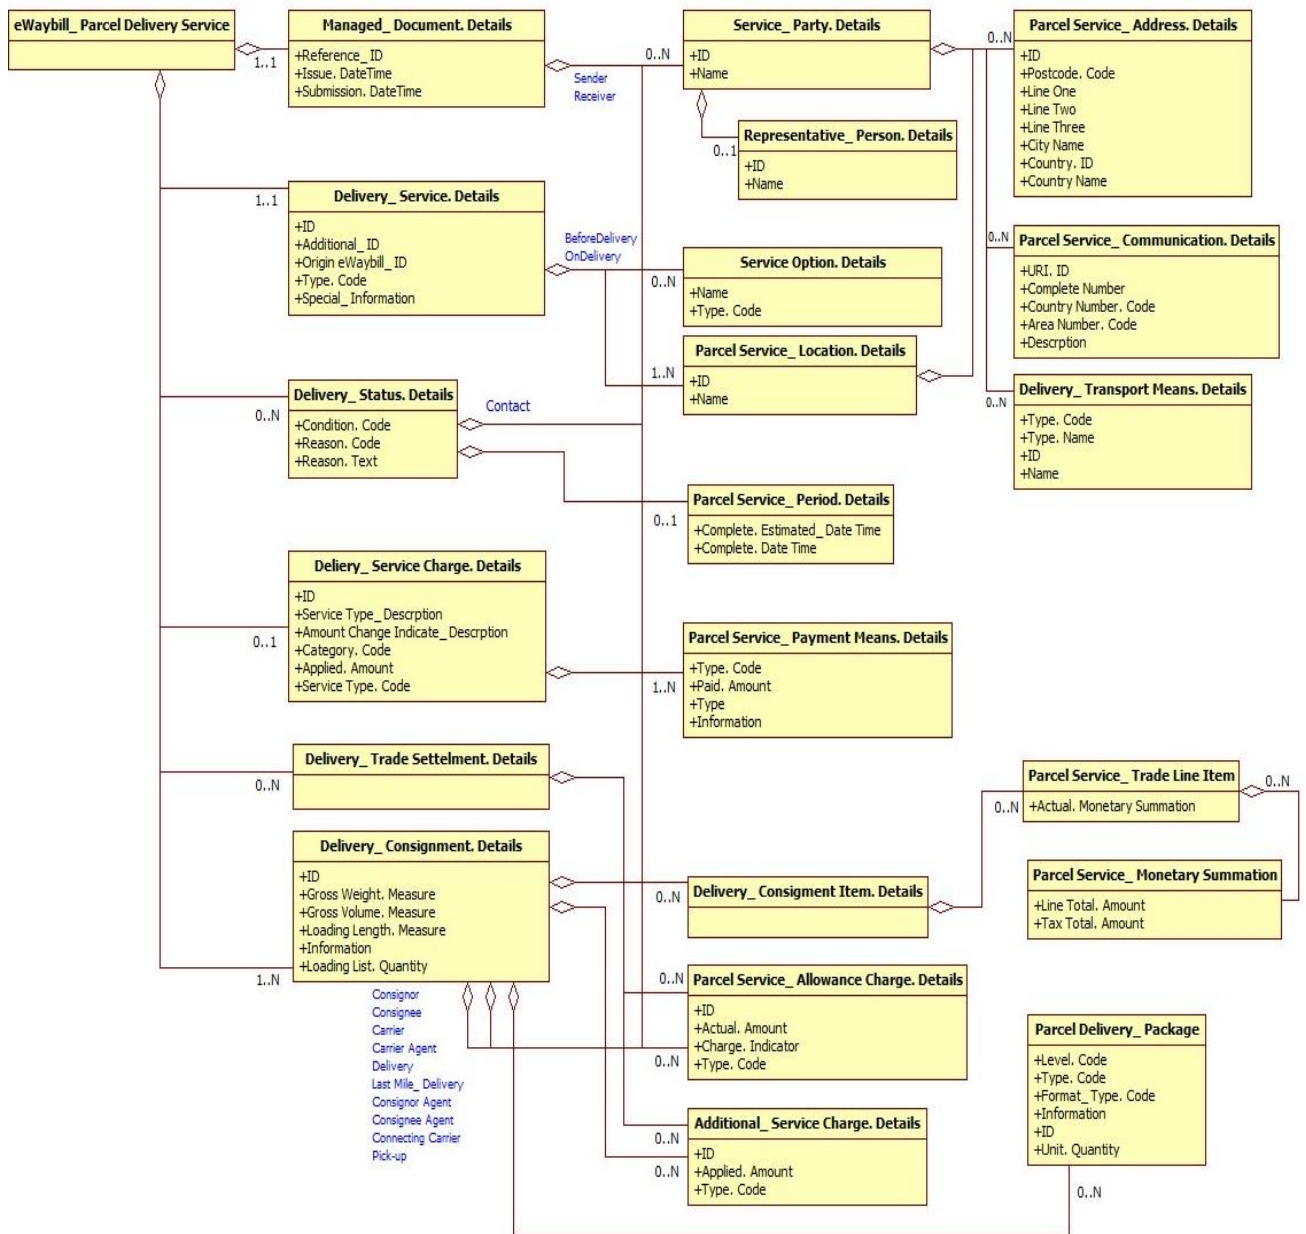 eWaybill_ Parcel Delivery Service
1..1
Managed_ Document. Details
+Reference_ID
+Issue. DateTime
+Submission. DateTime
Sender
Receiver
0..N
Service_ Party. Details
+ID
+Name
0..1
Representative_ Person. Details
+ID
+Name
0..N
Parcel Service_ Address. Details
+ID
+Postcode. Code
+Line One
+Line Two
+Line Three
+City Name
+Country. ID
+Country Name
1..1
Delivery_ Service. Details
+ID
+Additional_ID
+Origin eWaybill_ID
+Type. Code
+Special_ Information
BeforeDelivery
OnDelivery
0..N
Service Option. Details
+Name
+Type. Code
1..N
Parcel Service_ Location. Details
+ID
+Name
0..N
Parcel Service_ Communication. Details
+URI. ID
+Complete Number
+Country Number. Code
+Area Number. Code
+Descrption
0..N
Delivery_ Transport Means. Details
+Type. Code
+Type. Name
+ID
+Name
0..N
Delivery_ Status. Details
+Condition. Code
+Reason. Code
+Reason. Text
Contact
0..1
Parcel Service_ Period. Details
+Complete. Estimated_ Date Time
+Complete. Date Time
0..1
Deliery_ Service Charge. Details
+ID
+Service Type_Descrption
+Amount Change Indicate_Descrption
+Category. Code
+Applied. Amount
+Service Type. Code
1..N
Parcel Service_ Payment Means. Details
+Type. Code
+Paid. Amount
+Type
+Information
0..N
Delivery_ Trade Settelment. Details
0..N
Parcel Service_ Trade Line Item
+Actual. Monetary Summation
0..N
Parcel Service_ Monetary Summation
+Line Total. Amount
+Tax Total. Amount
1..N
Delivery_ Consignment. Details
+ID
+Gross Weight. Measure
+Gross Volume. Measure
+Loading Length. Measure
+Information
+Loading List. Quantity
0..N
Delivery_ Consigment Item. Details
Consignor
Consignee
Carrier
Carrier Agent
Delivery
Last Mile_ Delivery
Consignor Agent
Consignee Agent
Connecting Carrier
Pick-up
0..N
0..N
Parcel Service_ Allowance Charge. Details
+ID
+Actual. Amount
+Charge. Indicator
+Type. Code
0..N
0..N
Additional_ Service Charge. Details
+ID
+Applied. Amount
+Type. Code
Parcel Delivery_ Package
+Level. Code
+Type. Code
+Format_Type. Code
+Information
+ID
+Unit. Quantity
0..N